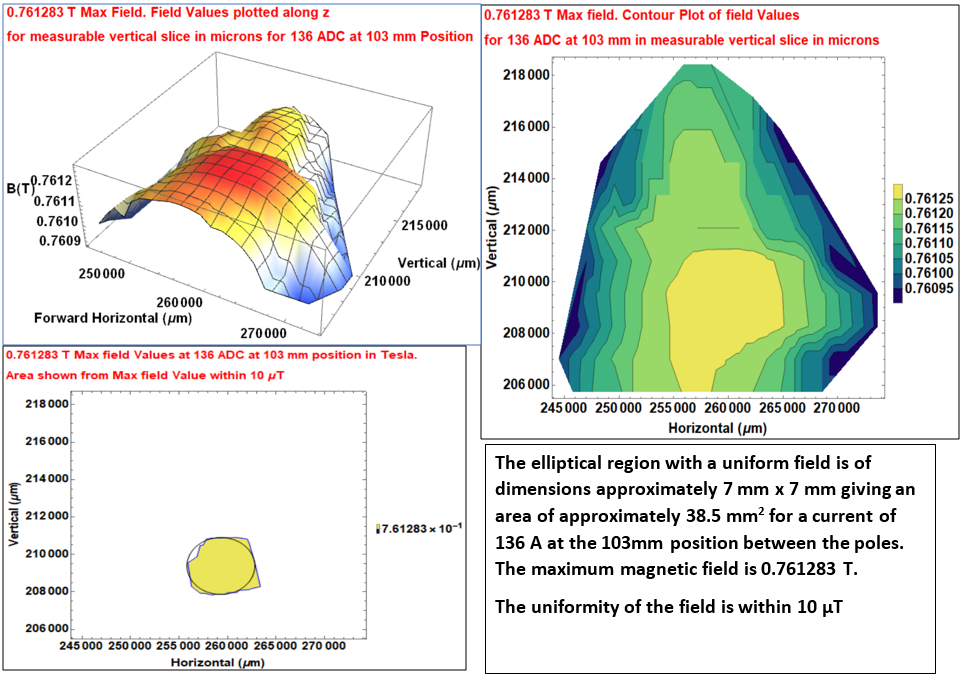 0.761283 T Max Field. Field Values plotted along z
for measurable vertical slice in microns for 136 ADC at 103 mm Position
B(T)
0.7612
0.7611
0.7610
0.7609
250000
260000
270000
Forward Horizontal (μm)
215000
210000
Vertical (μm)
0.761283 T Max field. Contour Plot of field Values
for 136 ADC at 103 mm in measurable vertical slice in microns
218000
216000
214000
212000
210000
208000
206000
Vertical (μm)
245000 250000 255000 260000 265000 270000
Horizontal (μm)
0.76125
0.76120
0.76115
0.76110
0.76105
0.76100
0.76095
0.761283 T Max field Values at 136 ADC at 103 mm position in Tesla.
Area shown from Max field Value within 10 μT
218000
216000
214000
212000
210000
208000
206000
Vertical (μm)
245000 250000 255000 260000 265000 270000
Horizontal (μm)
7.61283 × 10⁻¹
The elliptical region with a uniform field is of
dimensions approximately 7 mm x 7 mm giving an
area of approximately 38.5 mm² for a current of
136 A at the 103mm position between the poles.
The maximum magnetic field is 0.761283 T.
The uniformity of the field is within 10 μT